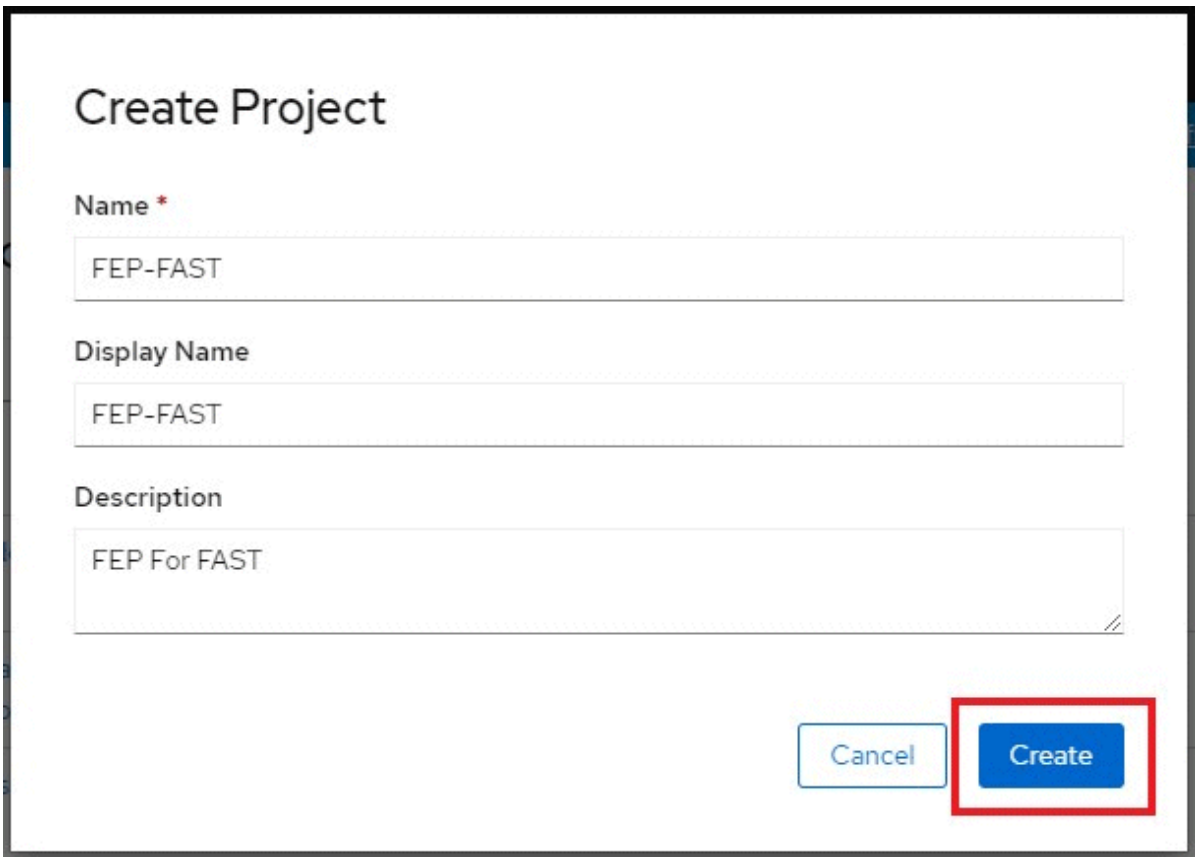 Create Project
Name *
FEP-FAST
Display Name
FEP-FAST
Description
FEP For FAST
Cancel
Create